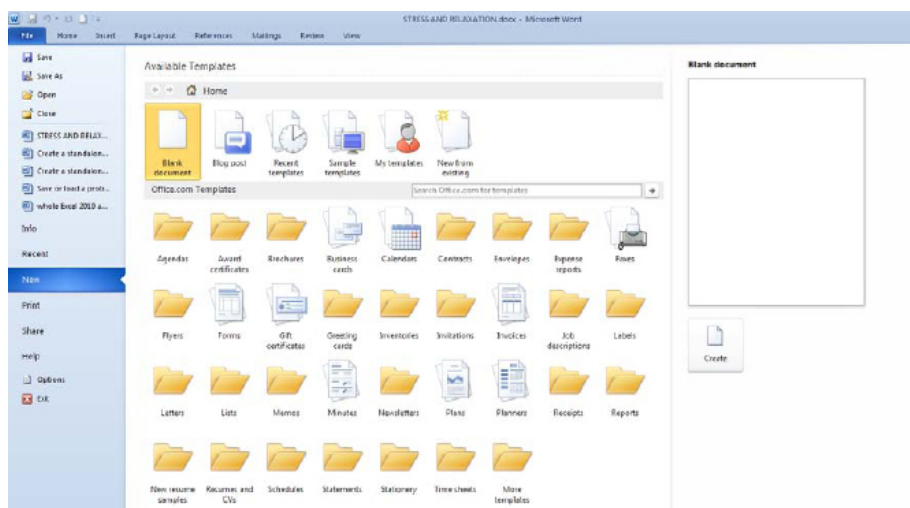 STRESS AND RELAXATION.docx - Microsoft Word
File Home Insert Page Layout References Mailings Review View
Save
Save As
Open
Close
STRESS AND RELAX...
Create a standalon...
Create a standalon...
Save or load a prots...
whole Excel 2010 a...
Info
Recent
New
Print
Share
Help
Options
Exit
Available Templates
Home
Blank document
Blog post
Recent templates
Sample templates
My templates
New from existing
Office.com Templates
Search Office.com for templates
Agendas
Award certificates
Brochures
Business cards
Calendars
Contracts
Envelopes
Expense reports
Faxes
Flyers
Forms
Gift certificates
Greeting cards
Inventories
Invitations
Invoices
Job descriptions
Labels
Letters
Lists
Memos
Minutes
Newsletters
Plans
Planners
Receipts
Reports
New resume samples
Resumes and CVs
Schedules
Statements
Stationery
Time sheets
More templates
Blank document
Create